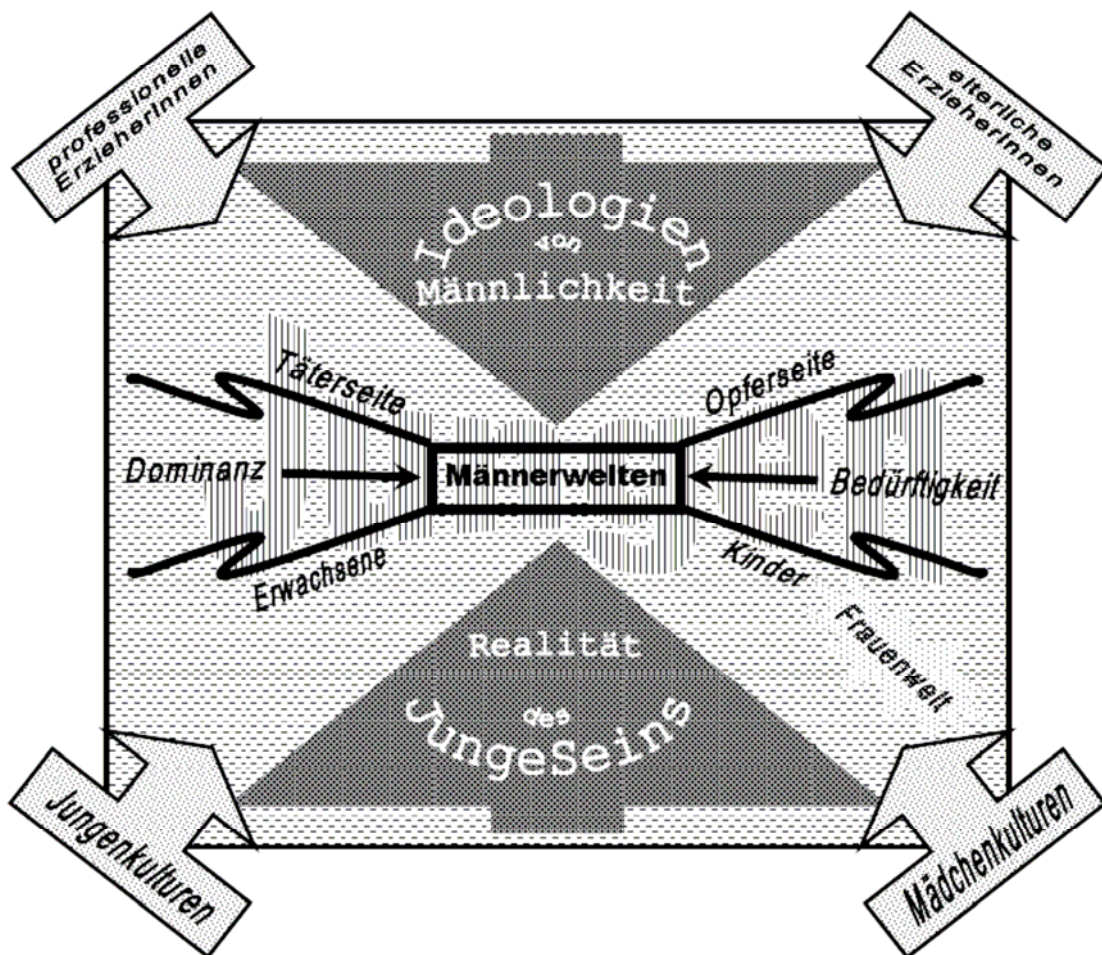 professionelle
ErzieherInnen
elterliche
ErzieherInnen
Ideologien
von
Männlichkeit
Täterseite
Opferseite
Jungen
Dominanz
Männerwelten
Bedürftigkeit
Erwachsene
Kinder
Frauenwelt
Realität
des
JungeSeins
Jungenkulturen
Mädchenkulturen